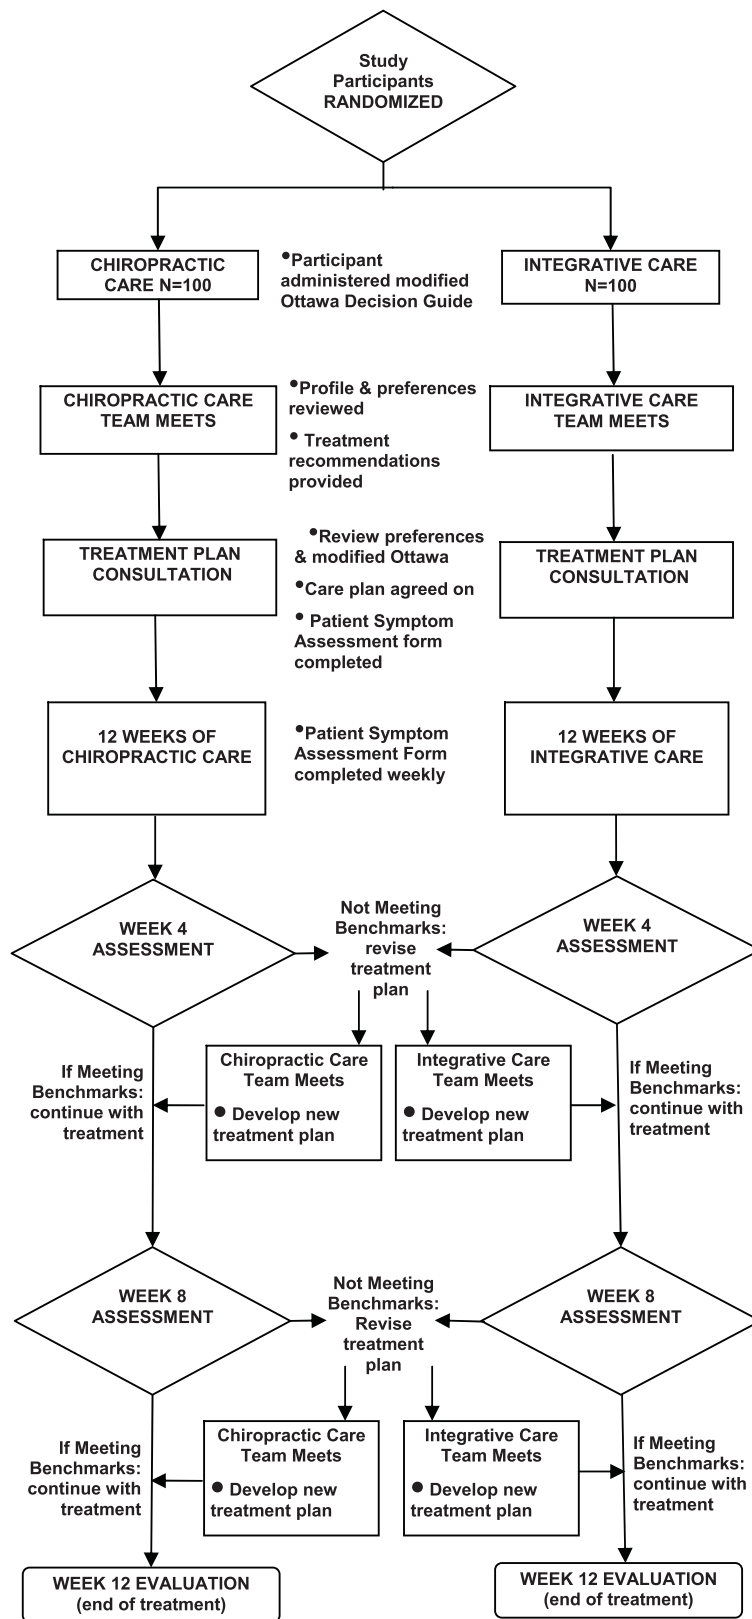 Study
Participants
RANDOMIZED
CHIROPRACTIC
CARE N=100
•Participant
administered modified
Ottawa Decision Guide
INTEGRATIVE CARE
N=100
CHIROPRACTIC CARE
TEAM MEETS
•Profile & preferences
reviewed
• Treatment
recommendations
provided
INTEGRATIVE CARE
TEAM MEETS
TREATMENT PLAN
CONSULTATION
•Review preferences
& modified Ottawa
•Care plan agreed on
• Patient Symptom
Assessment form
completed
TREATMENT PLAN
CONSULTATION
12 WEEKS OF
CHIROPRACTIC CARE
•Patient Symptom
Assessment Form
completed weekly
12 WEEKS OF
INTEGRATIVE CARE
WEEK 4
ASSESSMENT
Not Meeting
Benchmarks:
revise
treatment
plan
WEEK 4
ASSESSMENT
If Meeting
Benchmarks:
continue with
treatment
Chiropractic Care
Team Meets
• Develop new
treatment plan
Integrative Care
Team Meets
• Develop new
treatment plan
If Meeting
Benchmarks:
continue with
treatment
WEEK 8
ASSESSMENT
Not Meeting
Benchmarks:
Revise
treatment
plan
WEEK 8
ASSESSMENT
If Meeting
Benchmarks:
continue with
treatment
Chiropractic Care
Team Meets
• Develop new
treatment plan
Integrative Care
Team Meets
• Develop new
treatment plan
If Meeting
Benchmarks:
continue with
treatment
WEEK 12 EVALUATION
(end of treatment)
WEEK 12 EVALUATION
(end of treatment)